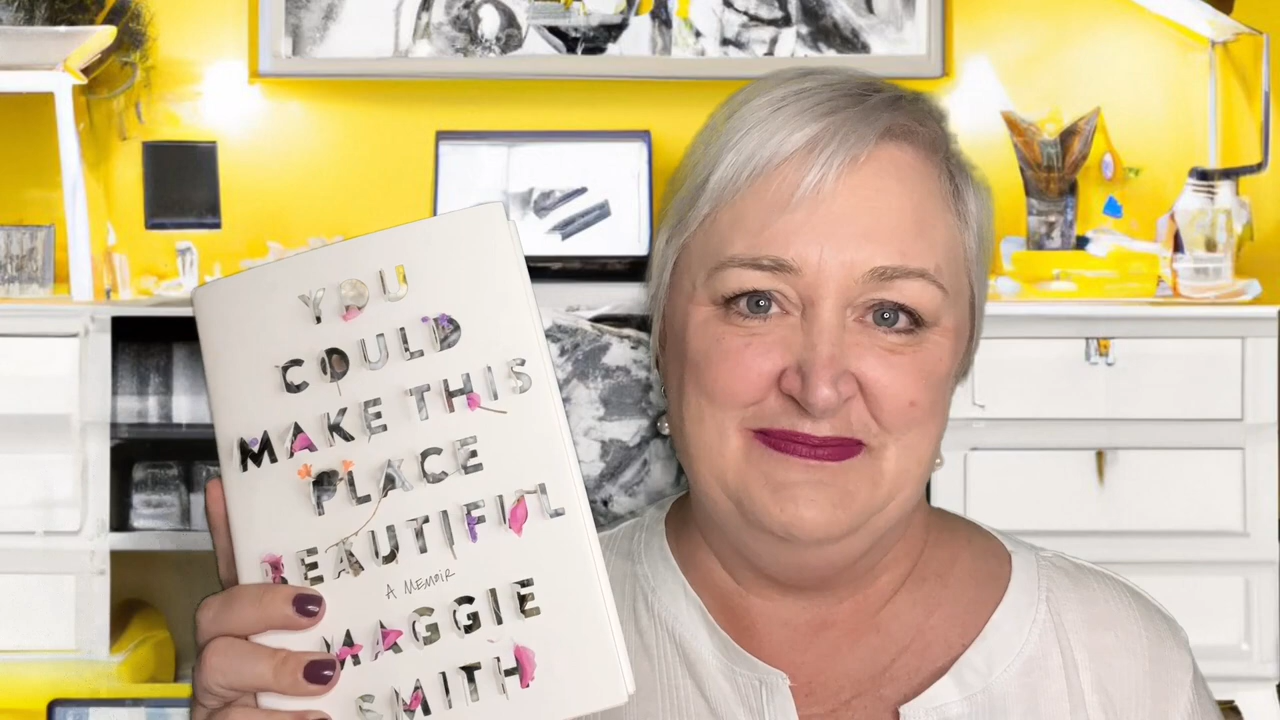 YOU
COULD
MAKE THIS
PLACE
BEAUTIFUL
A MEMOIR
MAGGIE
SMITH